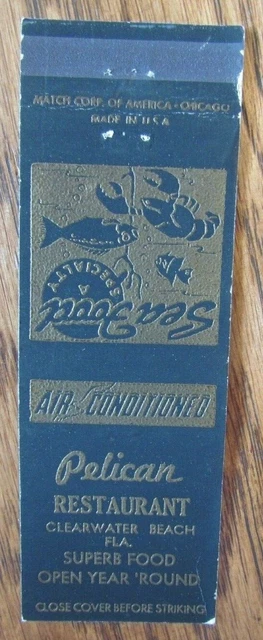 MATCH CORP. OF AMERICA - CHICAGO
MADE IN U.S.A.
Sea Food
A
SPECIALTY
AIR-CONDITIONED
Pelican
RESTAURANT
CLEARWATER BEACH
FLA.
SUPERB FOOD
OPEN YEAR 'ROUND
CLOSE COVER BEFORE STRIKING